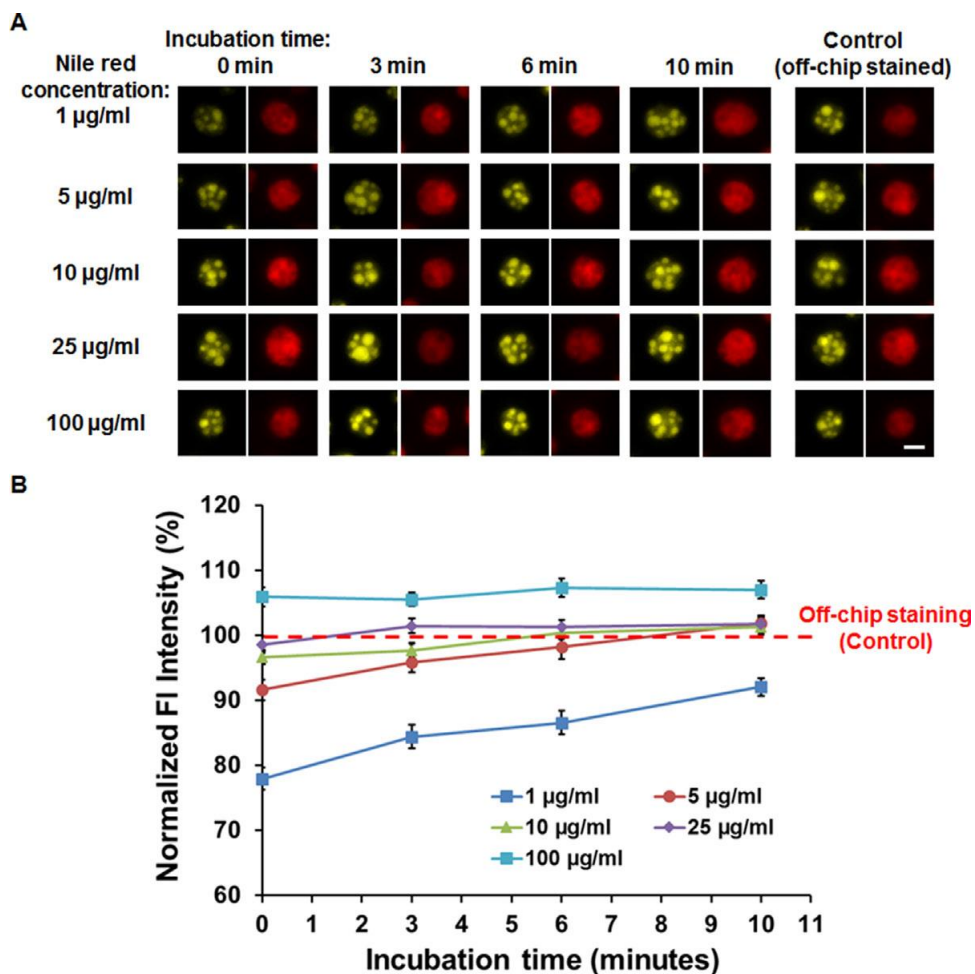 A
Incubation time:
Nile red
concentration:
0 min
3 min
6 min
10 min
Control
(off-chip stained)
1 µg/ml
5 µg/ml
10 µg/ml
25 µg/ml
100 µg/ml
B
Normalized Fl Intensity (%)
120
110
100
90
80
70
60
Off-chip staining
(Control)
1 µg/ml
5 µg/ml
10 µg/ml
25 µg/ml
100 µg/ml
0 1 2 3 4 5 6 7 8 9 10 11
Incubation time (minutes)